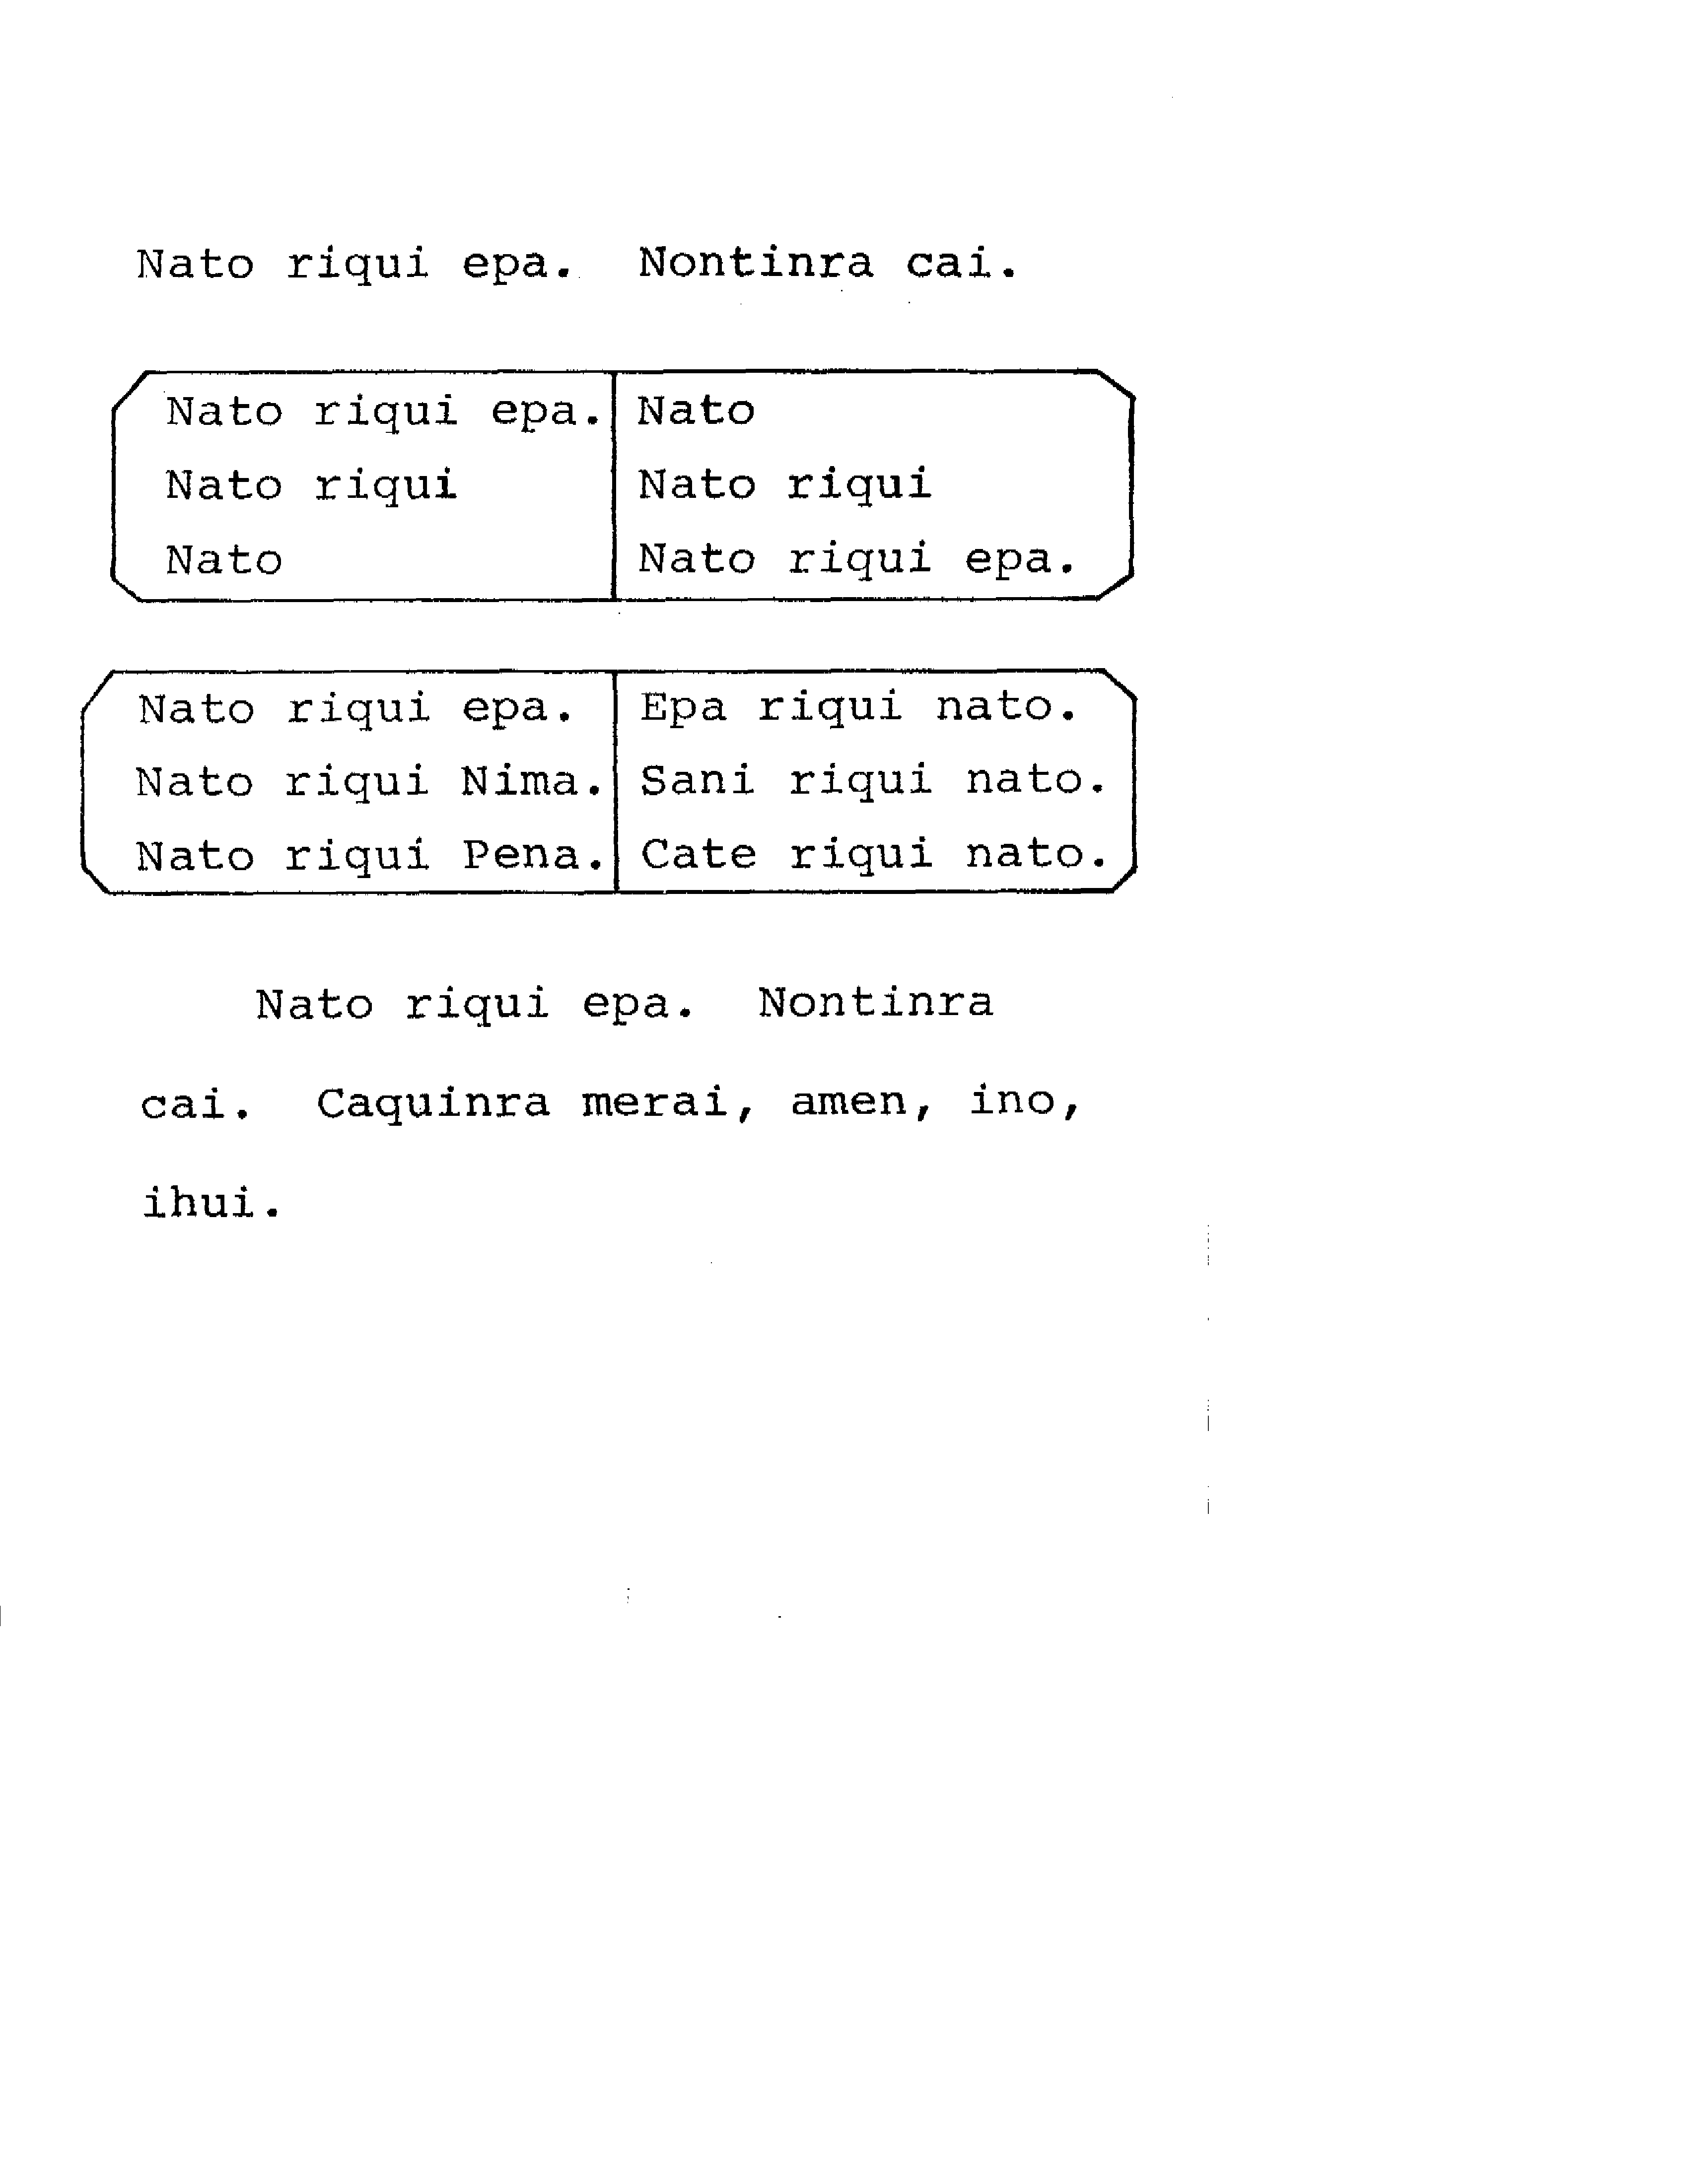 Nato riqui epa. Nontinra cai.
Nato riqui epa. Nato
Nato riqui Nato riqui
Nato Nato riqui epa.
Nato riqui epa. Epa riqui nato.
Nato riqui Nima. Sani riqui nato.
Nato riqui Pena. Cate riqui nato.
Nato riqui epa. Nontinra
cai. Caquinra merai, amen, ino,
ihui.